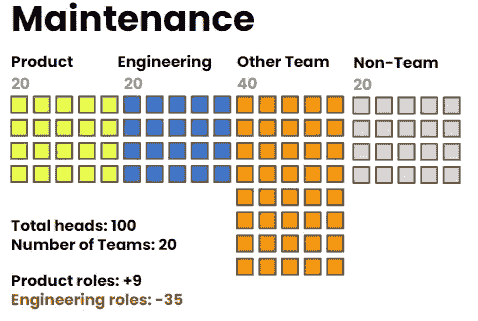 Maintenance
Product Engineering Other Team Non-Team
20 20 40 20
Total heads: 100
Number of Teams: 20
Product roles: +9
Engineering roles: -35